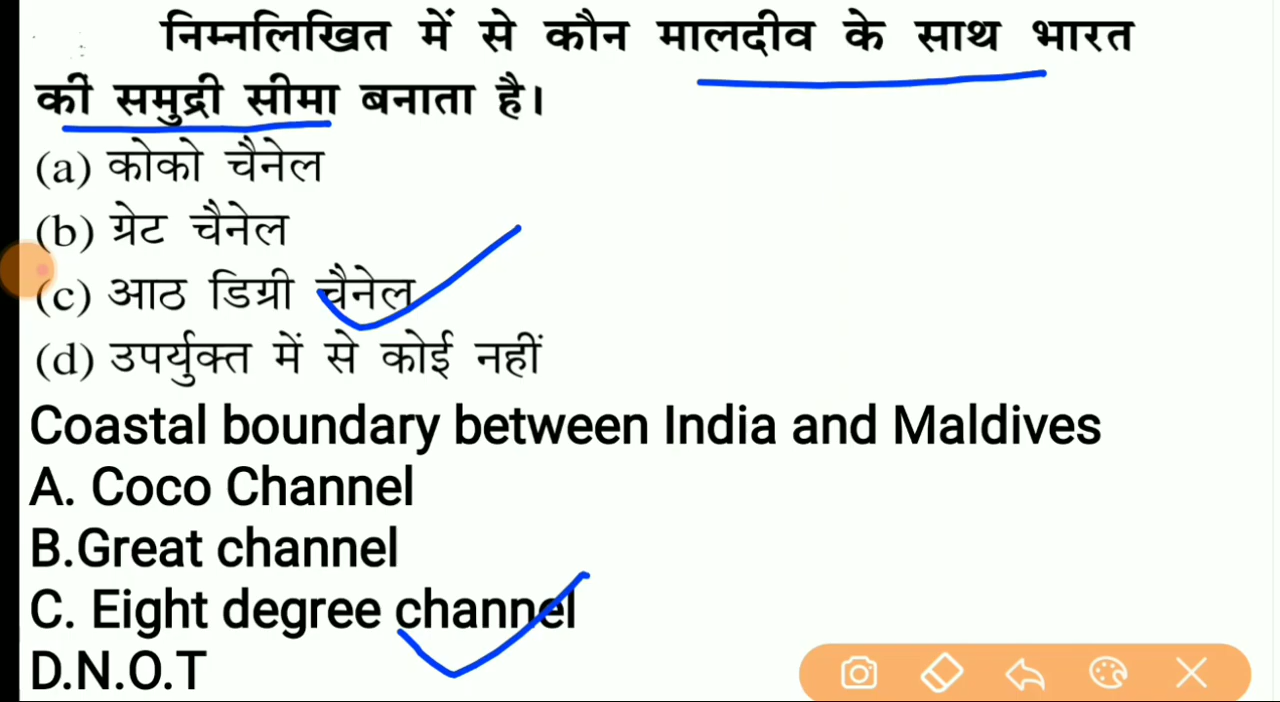 निम्नलिखित में से कौन मालदीव के साथ भारत
की समुद्री सीमा बनाता है।
(a) कोको चैनेल
(b) ग्रेट चैनेल
(c) आठ डिग्री चैनेल
(d) उपर्युक्त में से कोई नहीं
Coastal boundary between India and Maldives
A. Coco Channel
B.Great channel
C. Eight degree channel
D.N.O.T